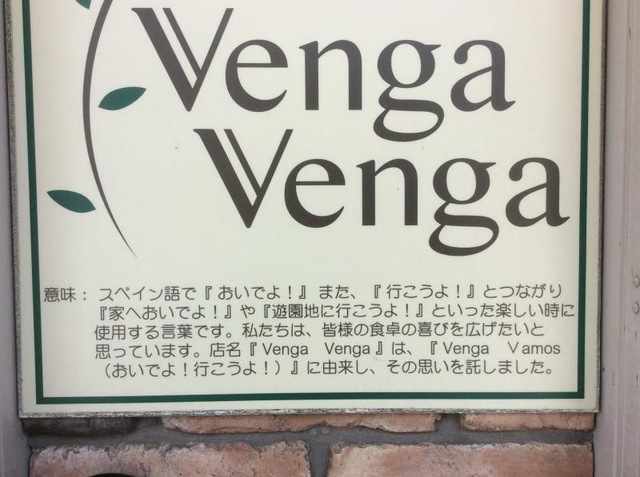 Venga
Venga
意味： スペイン語で『 おいでよ！』 また、『 行こうよ！』とつながり
『家へおいでよ！』や『遊園地に行こうよ！』といった楽しい時に
使用する言葉です。私たちは、皆様の食卓の喜びを広げたいと
思っています。店名『 Venga　Venga 』は、『 Venga　Vamos
（おいでよ！行こうよ！）』に由来し、その思いを託しました。